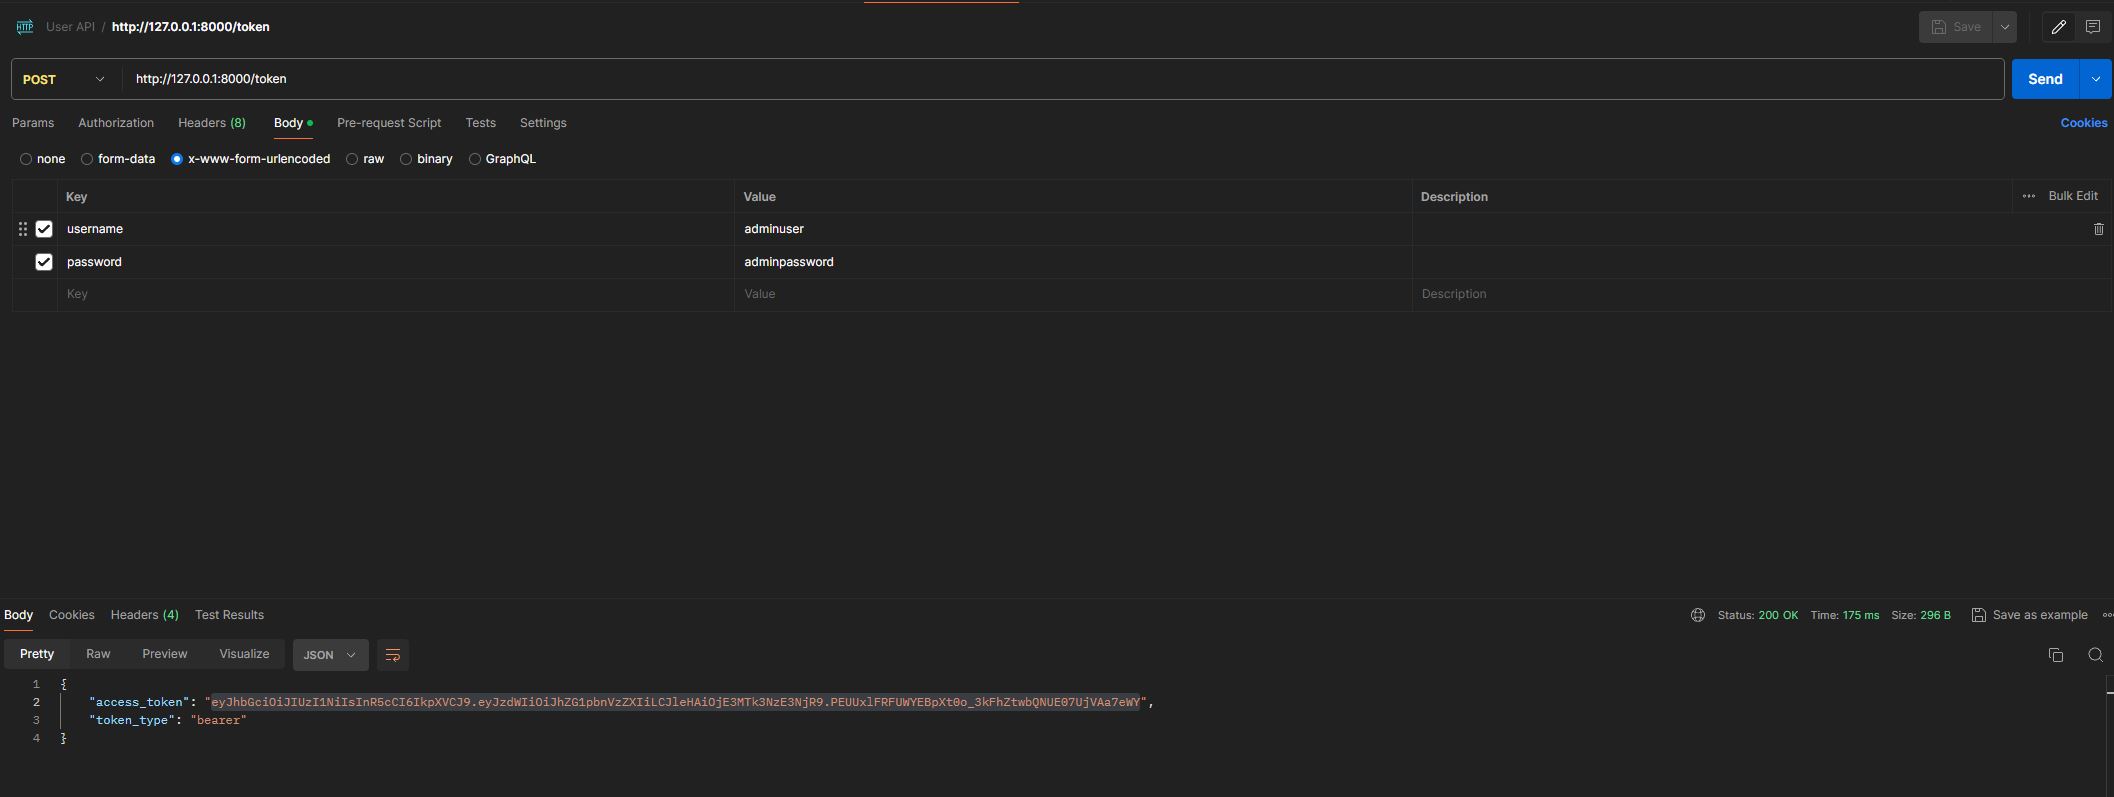 HTTP User API / http://127.0.0.1:8000/token Save
POST http://127.0.0.1:8000/token Send
Params Authorization Headers (8) Body Pre-request Script Tests Settings Cookies
none form-data x-www-form-urlencoded raw binary GraphQL
Key Value Description Bulk Edit
username adminuser
password adminpassword
Key Value Description
Body Cookies Headers (4) Test Results Status: 200 OK Time: 175 ms Size: 296 B Save as example
Pretty Raw Preview Visualize JSON
1 {
2 "access_token": "eyJhbGciOiJIUzI1NiIsInR5cCI6IkpXVCJ9.eyJzdWIiOiJhZG1pbnVzZXIiLCJleHAiOjE3MTk3NzE3NjR9.PEUUxlFRFUWYEBpXt0o_3kFhZtwbQNUE07UjVAa7eWY",
3 "token_type": "bearer"
4 }